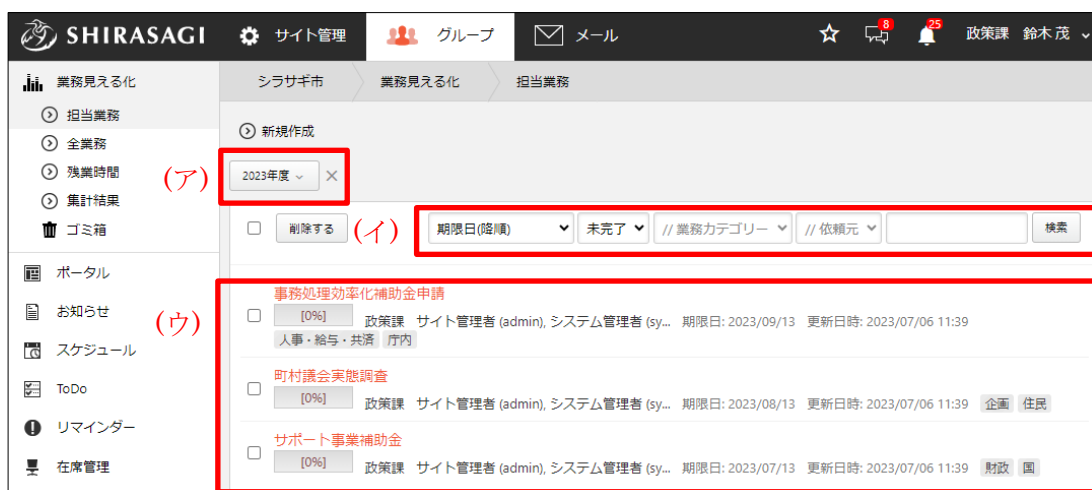 SHIRASAGI サイト管理 グループ メール 8 25 政策課 鈴木 茂
業務見える化
担当業務
全業務
残業時間
集計結果
ゴミ箱
ポータル
お知らせ
スケジュール
ToDo
リマインダー
在席管理
シラサギ市 業務見える化 担当業務
新規作成
(ア) 2023年度 ×
削除する (イ) 期限日(降順) 未完了 // 業務カテゴリー // 依頼元 検索
(ウ)
事務処理効率化補助金申請
[0%] 政策課 サイト管理者 (admin), システム管理者 (sy... 期限日: 2023/09/13 更新日時: 2023/07/06 11:39
人事・給与・共済 庁内
町村議会実態調査
[0%] 政策課 サイト管理者 (admin), システム管理者 (sy... 期限日: 2023/08/13 更新日時: 2023/07/06 11:39 企画 住民
サポート事業補助金
[0%] 政策課 サイト管理者 (admin), システム管理者 (sy... 期限日: 2023/07/13 更新日時: 2023/07/06 11:39 財政 国